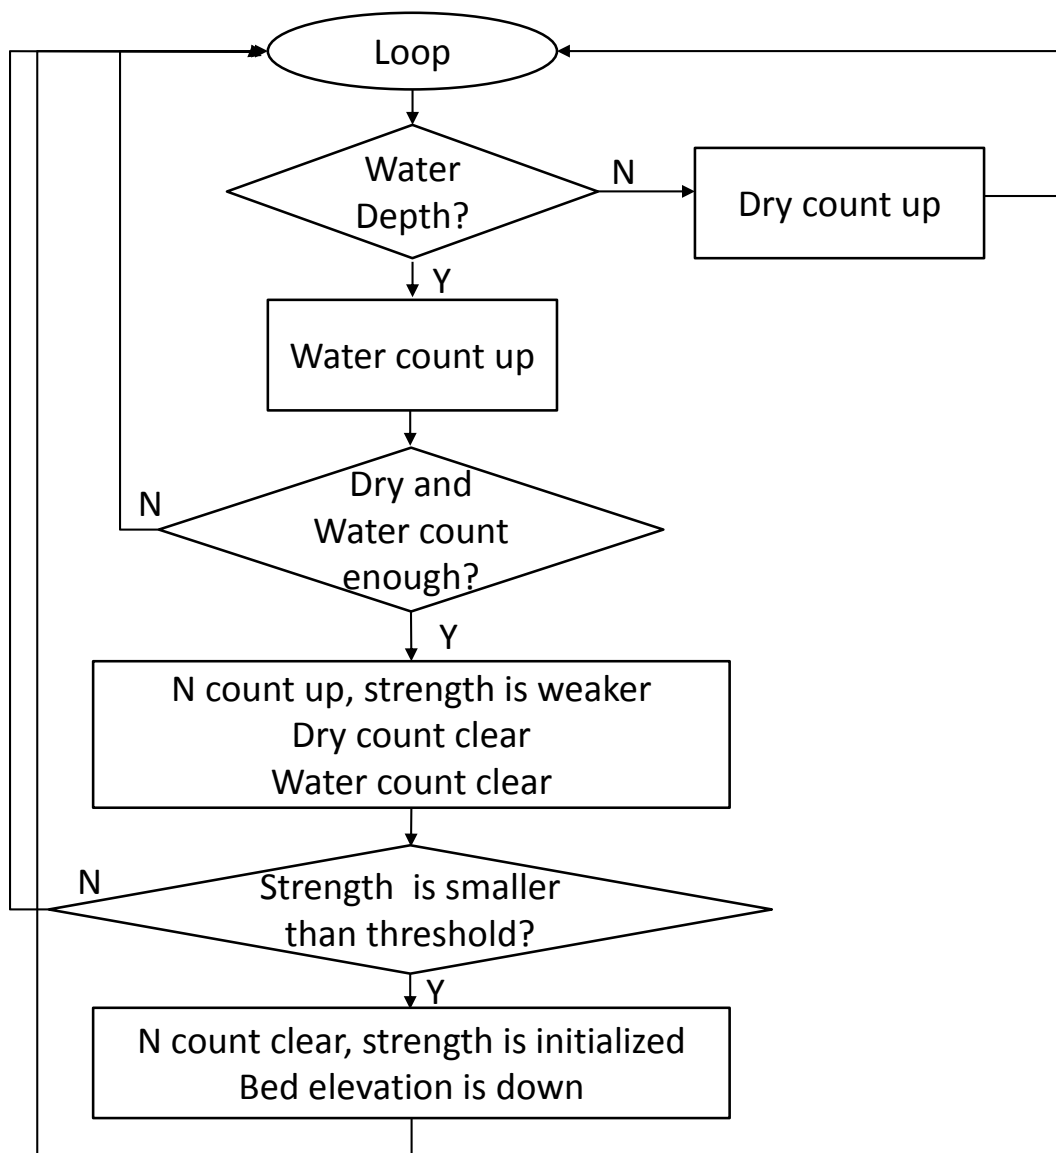 Loop
Water
Depth?
N
Dry count up
Y
Water count up
Dry and
Water count
enough?
N
Y
N count up, strength is weaker
Dry count clear
Water count clear
N
Strength  is smaller
than threshold?
Y
N count clear, strength is initialized
Bed elevation is down